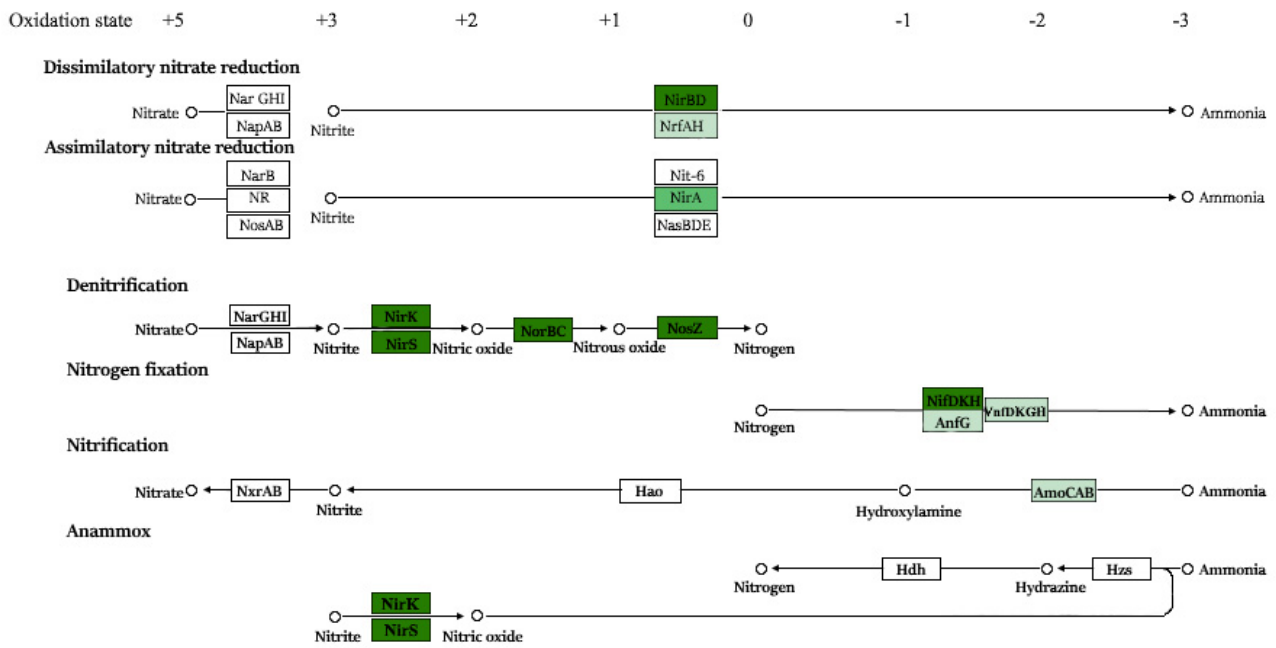 Oxidation state +5 +3 +2 +1 0 -1 -2 -3
Dissimilatory nitrate reduction
Nar GHI NirBD
Nitrate Nitrite Ammonia
NapAB NrfAH
Assimilatory nitrate reduction
NarB Nit-6
Nitrate NR Nitrite NirA Ammonia
NosAB NasBDE
Denitrification
NarGHI NirK
Nitrate NorBC NosZ
NapAB Nitrite NirS Nitric oxide Nitrous oxide Nitrogen
Nitrogen fixation
NifDKH VnfDKGH Ammonia
AnfG
Nitrogen
Nitrification
Nitrate NxrAB Hao AmoCAB Ammonia
Nitrite Hydroxylamine
Anammox
Hdh Hzs Ammonia
Nitrogen Hydrazine
NirK
NirS
Nitrite Nitric oxide